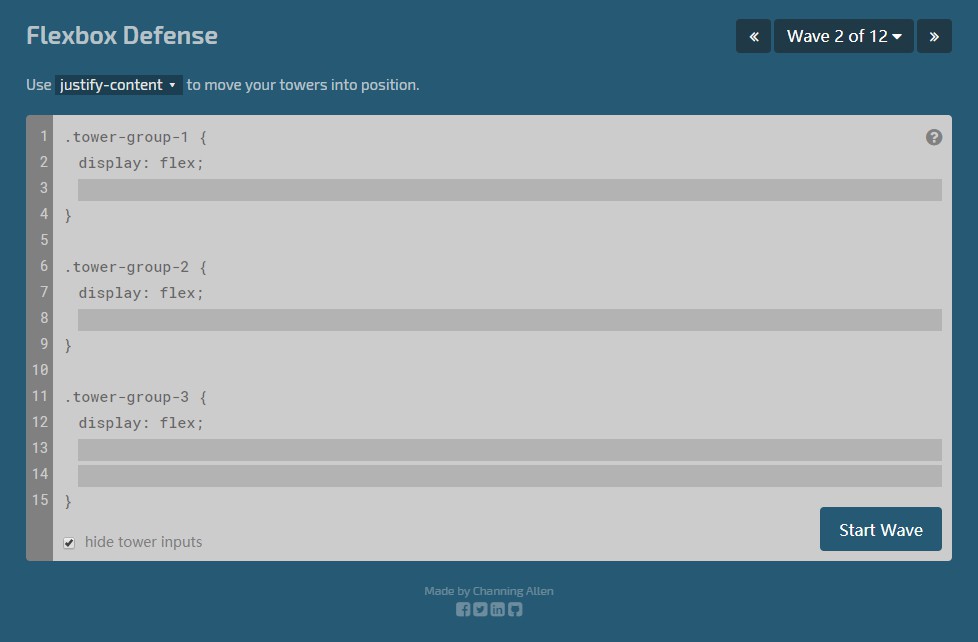 Flexbox Defense
« Wave 2 of 12 »
Use justify-content to move your towers into position.
1 .tower-group-1 {
2 display: flex;
3
4 }
5
6 .tower-group-2 {
7 display: flex;
8
9 }
10
11 .tower-group-3 {
12 display: flex;
13
14
15 }
hide tower inputs
Start Wave
Made by Channing Allen